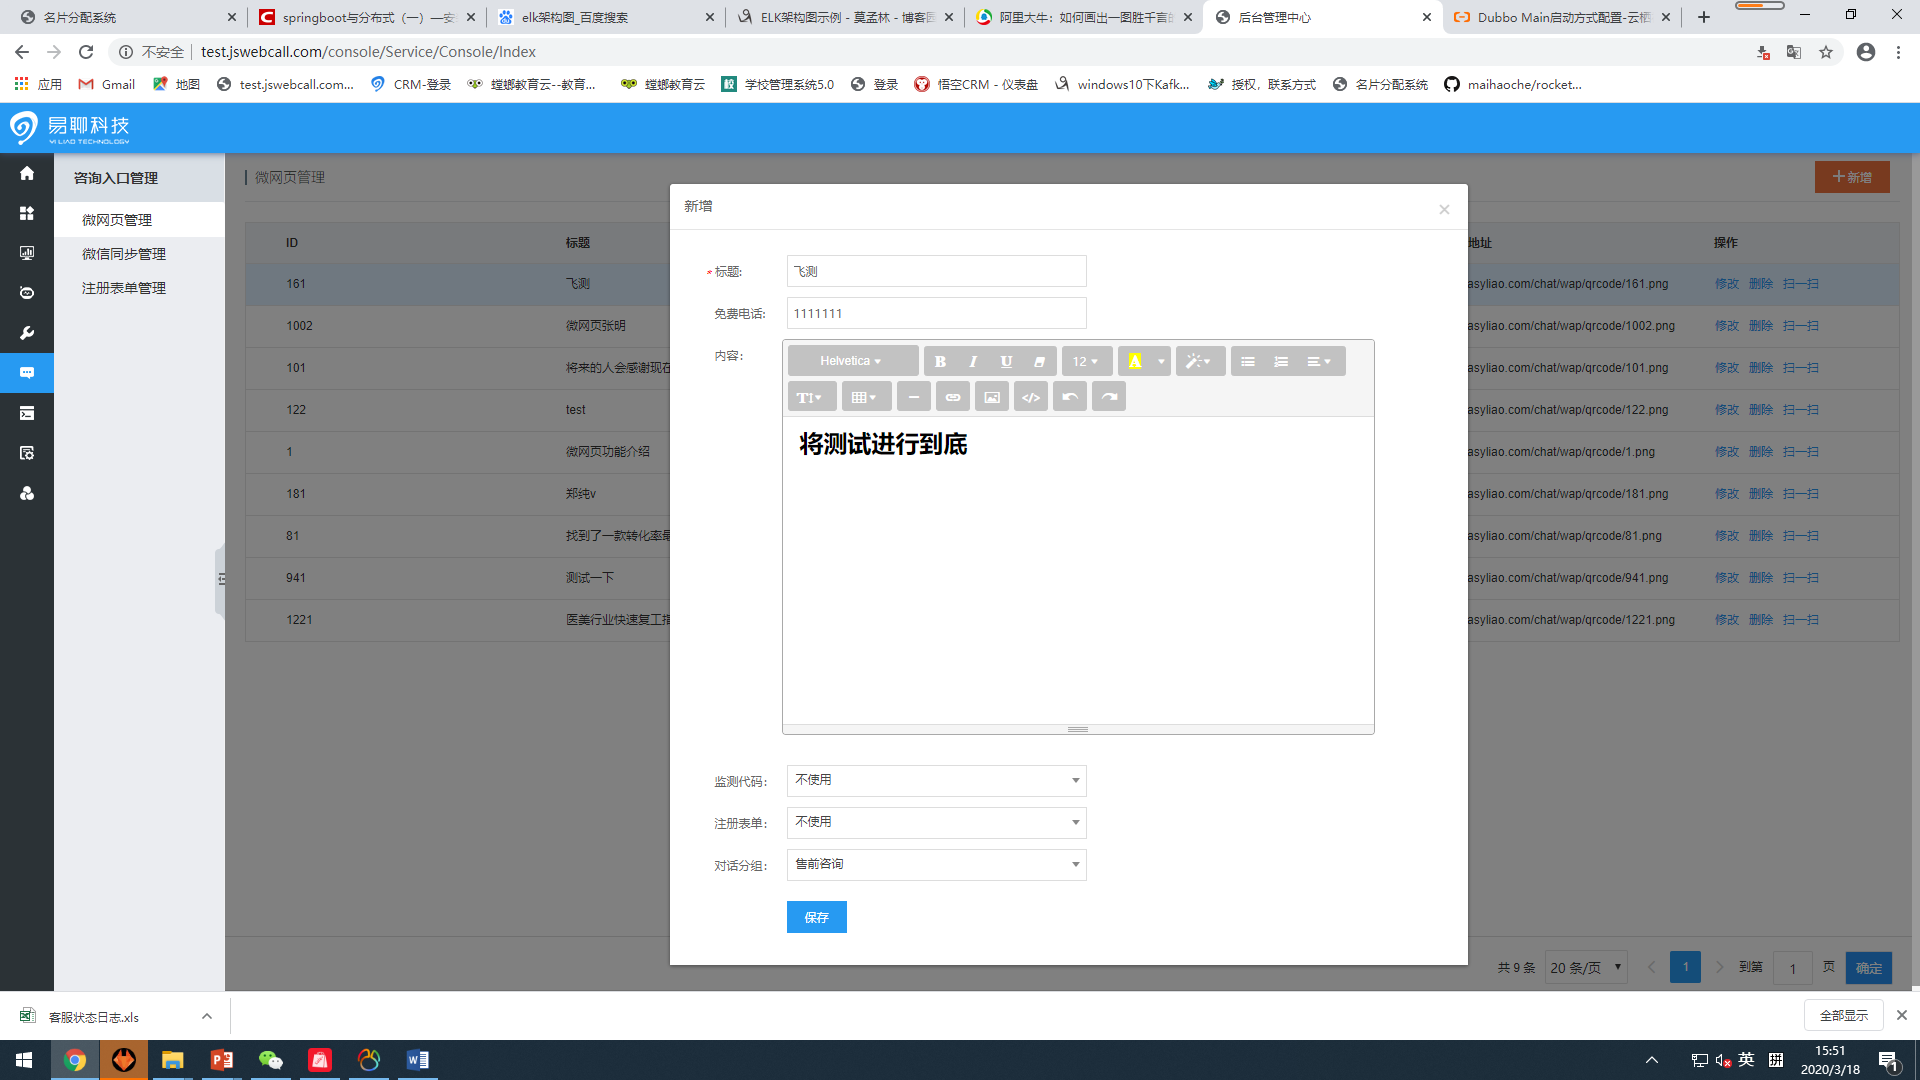 名片分配系统
springboot与分布式（一）—安
elk架构图_百度搜索
ELK架构图示例 - 莫孟林 - 博客园
阿里大牛：如何画出一图胜千言的
后台管理中心
Dubbo Main启动方式配置-云栖
不安全
test.jswebcall.com/console/Service/Console/Index
应用
Gmail
地图
test.jswebcall.com...
CRM-登录
螳螂教育云--教育...
螳螂教育云
学校管理系统5.0
登录
悟空CRM - 仪表盘
windows10下Kafk...
授权，联系方式
名片分配系统
maihaoche/rocket...
易聊科技
YI LIAO TECHNOLOGY
咨询入口管理
微网页管理
微信同步管理
注册表单管理
微网页管理
新增
ID
标题
地址
操作
161
飞测
asyliao.com/chat/wap/qrcode/161.png
修改 删除 扫一扫
1002
微网页张明
asyliao.com/chat/wap/qrcode/1002.png
修改 删除 扫一扫
101
将来的人会感谢现在
asyliao.com/chat/wap/qrcode/101.png
修改 删除 扫一扫
122
test
asyliao.com/chat/wap/qrcode/122.png
修改 删除 扫一扫
1
微网页功能介绍
asyliao.com/chat/wap/qrcode/1.png
修改 删除 扫一扫
181
郑纯v
asyliao.com/chat/wap/qrcode/181.png
修改 删除 扫一扫
81
找到了一款转化率最
asyliao.com/chat/wap/qrcode/81.png
修改 删除 扫一扫
941
测试一下
asyliao.com/chat/wap/qrcode/941.png
修改 删除 扫一扫
1221
医美行业快速复工指
asyliao.com/chat/wap/qrcode/1221.png
修改 删除 扫一扫
新增
* 标题:
飞测
免费电话:
1111111
内容:
Helvetica
B I U
12
A
T!
将测试进行到底
监测代码:
不使用
注册表单:
不使用
对话分组:
售前咨询
保存
共 9 条
20 条/页
1
到第
1
页
确定
客服状态日志.xls
全部显示
英
拼
15:51
2020/3/18
1